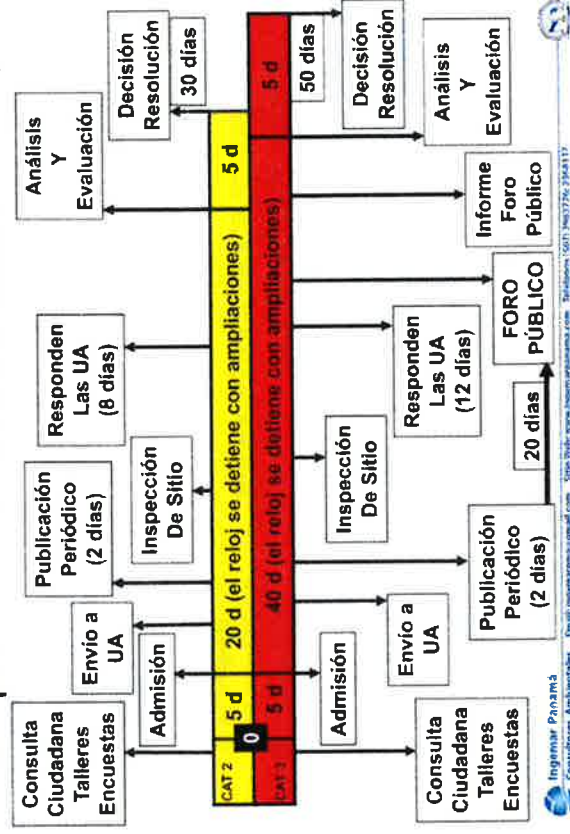 Consulta
Ciudadana
Talleres
Encuestas
Admisión
Envío a
UA
Publicación
Periódico
(2 días)
Inspección
De Sitio
Responden
Las UA
(8 días)
Análisis
Y
Evaluación
Decisión
Resolución
30 días
CAT 2
5 d
20 d (el reloj se detiene con ampliaciones)
5 d
0
CAT 3
5 d
40 d (el reloj se detiene con ampliaciones)
5 d
50 días
Consulta
Ciudadana
Talleres
Encuestas
Admisión
Envío a
UA
Publicación
Periódico
(2 días)
20 días
Inspección
De Sitio
Responden
Las UA
(12 días)
FORO
PÚBLICO
Informe
Foro
Público
Análisis
Y
Evaluación
Decisión
Resolución
Ingemar Panamá
Consultores Ambientales